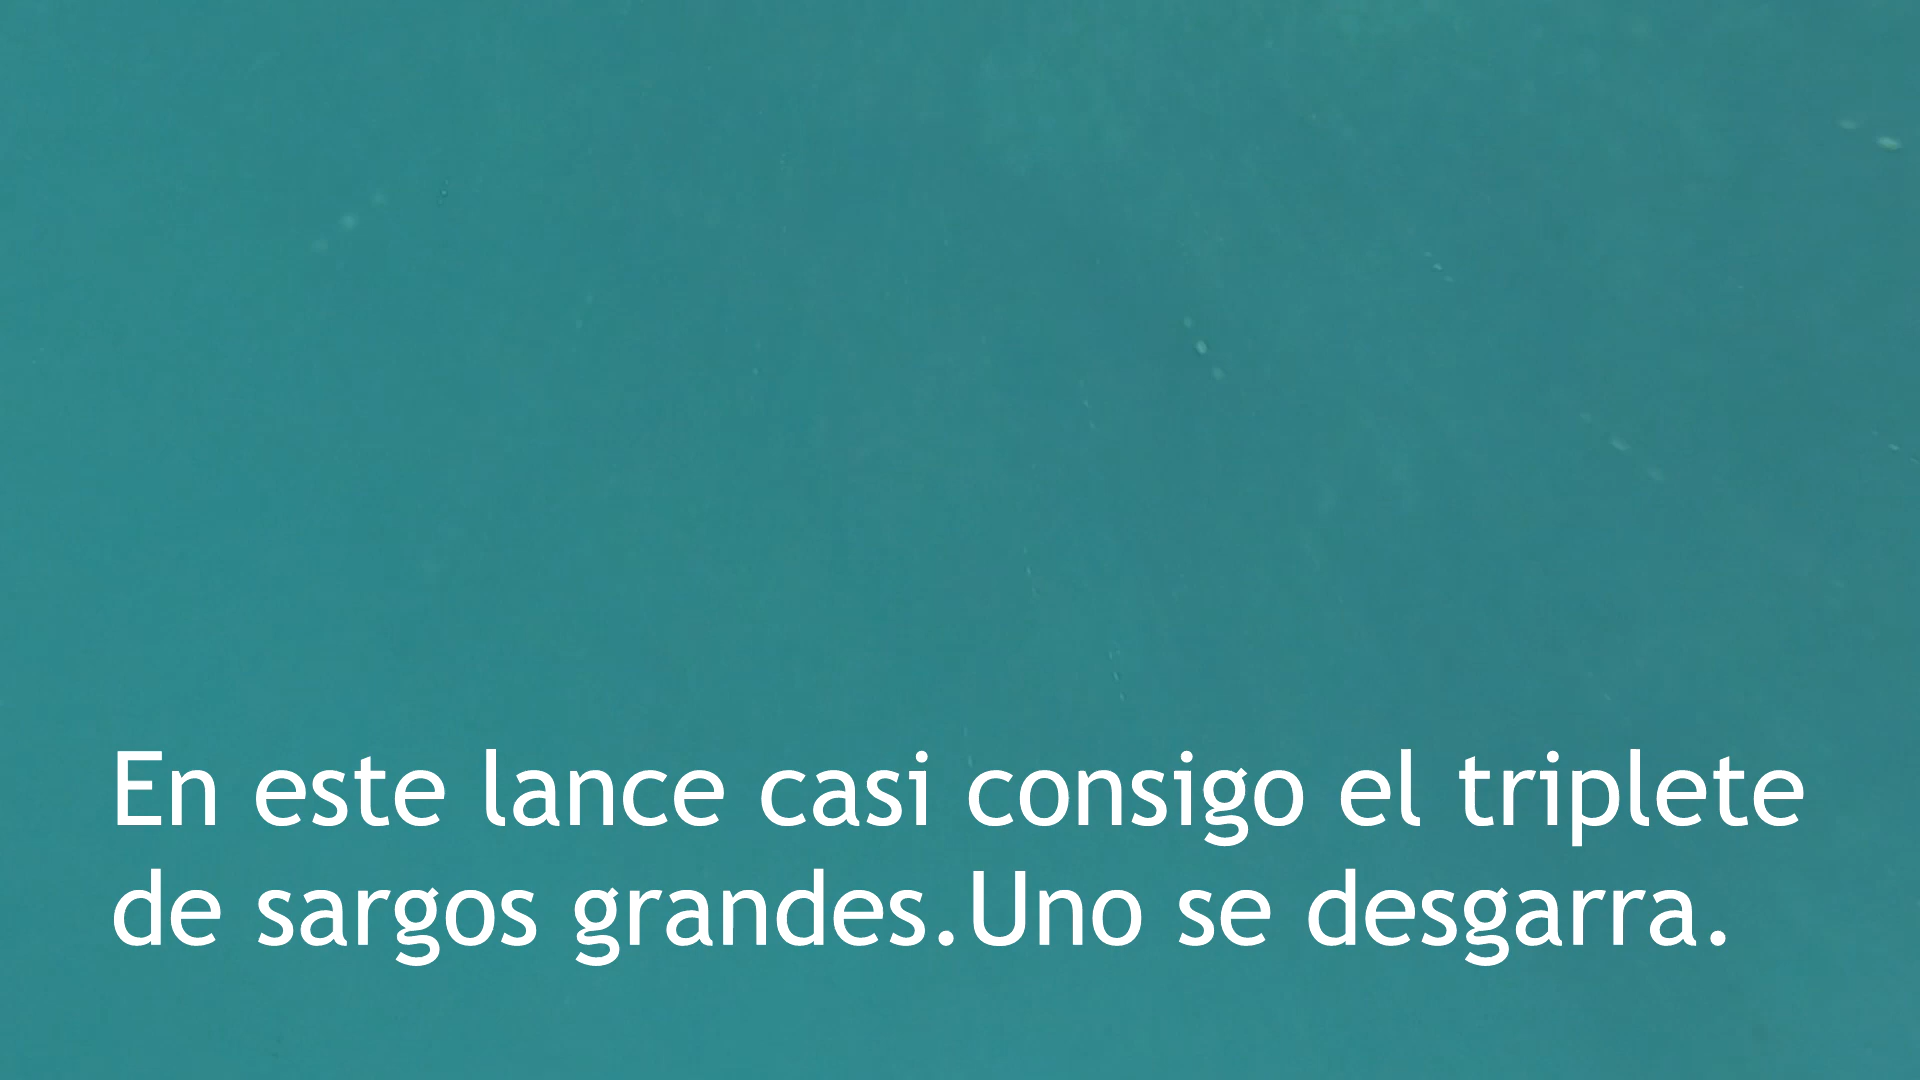 En este lance casi consigo el triplete
de sargos grandes.Uno se desgarra.